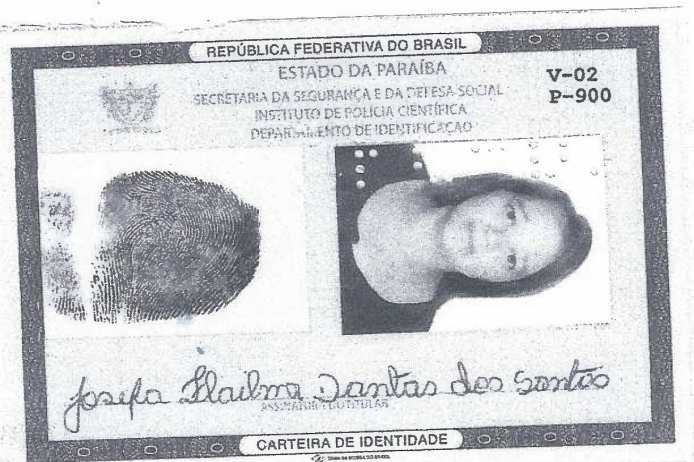 REPÚBLICA FEDERATIVA DO BRASIL
ESTADO DA PARAÍBA
V-02
SECRETARIA DA SEGURANÇA E DA DEFESA SOCIAL
P-900
INSTITUTO DE POLÍCIA CIENTÍFICA
DEPARTAMENTO DE IDENTIFICAÇÃO
Josefa Dantas dos Santos
ASSINATURA DO TITULAR
CARTEIRA DE IDENTIDADE